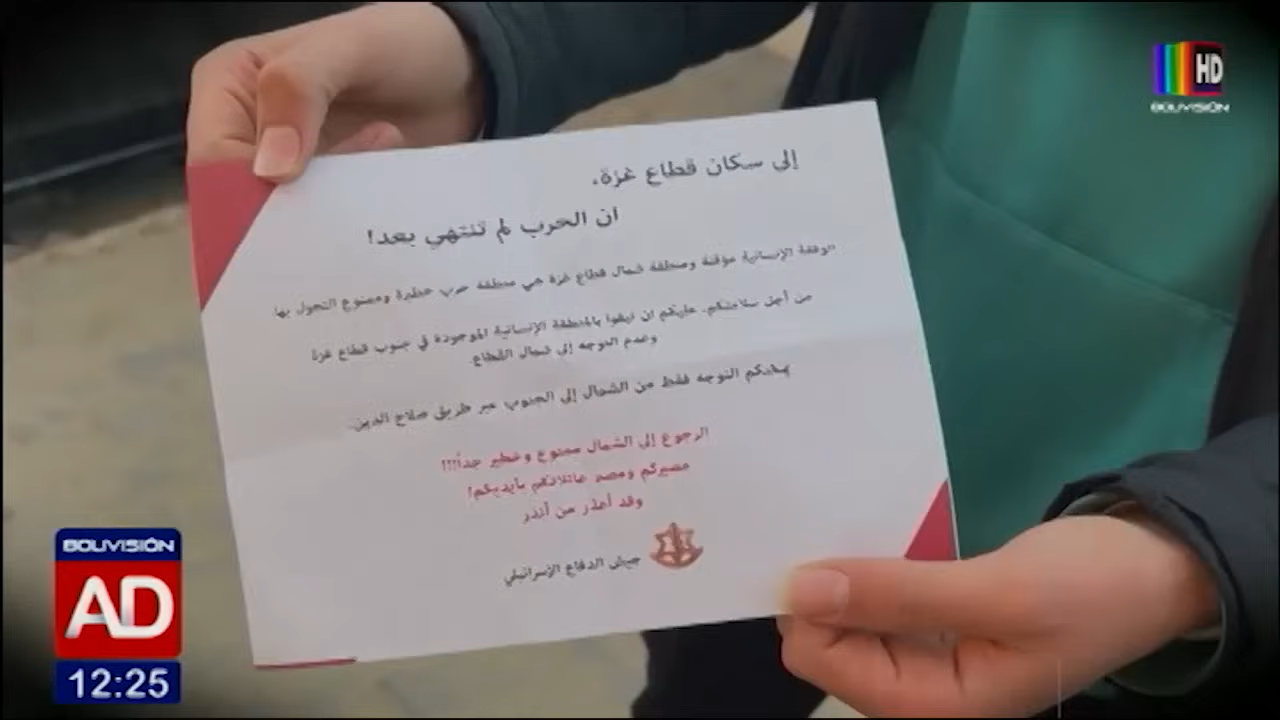 HD
BOLIVISIÓN
إلى سكان قطاع غزة،
ان الحرب لم تنتهي بعد!
الوقفة الإنسانية مؤقتة ومنطقة شمال قطاع غزة هي منطقة حرب خطيرة وممنوع التجول بها
من أجل سلامتكم، عليكم ان تبقوا بالمنطقة الإنسانية الموجودة في جنوب قطاع غزة
وعدم التوجه إلى شمال القطاع.
يمكنكم التوجه فقط من الشمال إلى الجنوب عبر طريق صلاح الدين.
الرجوع إلى الشمال ممنوع وخطير جداً!!!
مصيركم ومصير عائلاتكم بأيديكم!
وقد أعذر من أنذر
جيش الدفاع الإسرائيلي
BOLIVISIÓN
AD
12:25